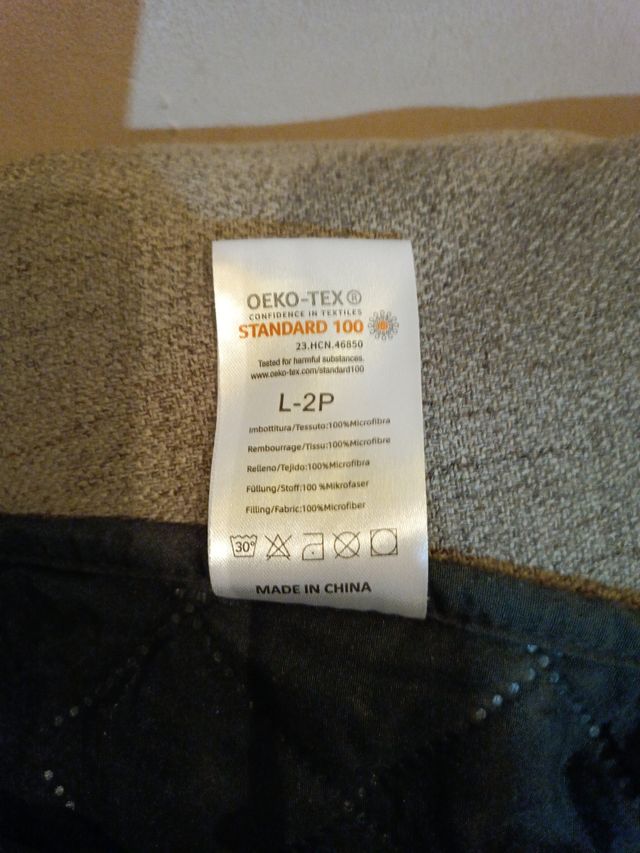 OEKO-TEX®
CONFIDENCE IN TEXTILES
STANDARD 100
23.HCN.46850
Tested for harmful substances.
www.oeko-tex.com/standard100
L-2P
Imbottitura/Tessuto:100%Microfibra
Rembourrage/Tissu:100%Microfibre
Relleno/Tejido:100%Microfibra
Füllung/Stoff:100 %Mikrofaser
Filling/Fabric:100%Microfiber
30°
MADE IN CHINA